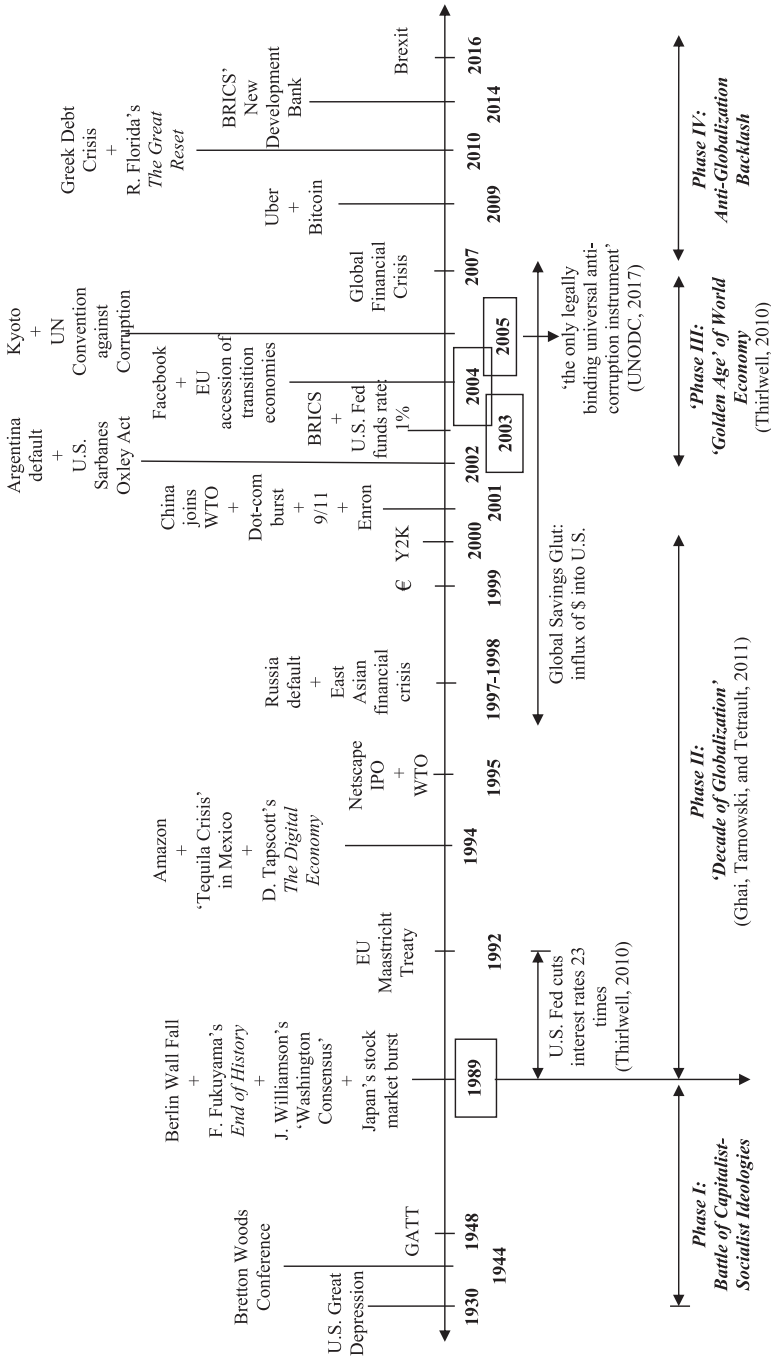 U.S. Great
Depression
1930
Bretton Woods
Conference
1944
GATT
1948
Berlin Wall Fall
+
F. Fukuyama's
End of History
+
J. Williamson's
'Washington
Consensus'
+
Japan's stock
market burst
1989
EU
Maastricht
Treaty
1992
Amazon
+
'Tequila Crisis'
in Mexico
+
D. Tapscott's
The Digital
Economy
1994
Netscape
IPO
+
WTO
1995
Russia
default
+
East
Asian
financial
crisis
1997-1998
€
1999
Y2K
2000
China
joins
WTO
+
Dot-com
burst
+
9/11
+
Enron
2001
Argentina
default
+
U.S.
Sarbanes
Oxley Act
2002
BRICS
+
U.S. Fed
funds rate:
1%
2003
Facebook
+
EU
accession of
transition
economies
2004
Kyoto
+
UN
Convention
against
Corruption
2005
Global
Financial
Crisis
2007
Uber
+
Bitcoin
2009
Greek Debt
Crisis
+
R. Florida's
The Great
Reset
2010
BRICS'
New
Development
Bank
2014
Brexit
2016
U.S. Fed cuts
interest rates 23
times
(Thirlwell, 2010)
Global Savings Glut:
influx of $ into U.S.
'the only legally
binding universal anti-
corruption instrument'
(UNODC, 2017)
Phase I:
Battle of Capitalist-
Socialist Ideologies
Phase II:
'Decade of Globalization'
(Ghai, Tarnowski, and Tetrault, 2011)
'Phase III:
'Golden Age' of World
Economy
(Thirlwell, 2010)
Phase IV:
Anti-Globalization
Backlash